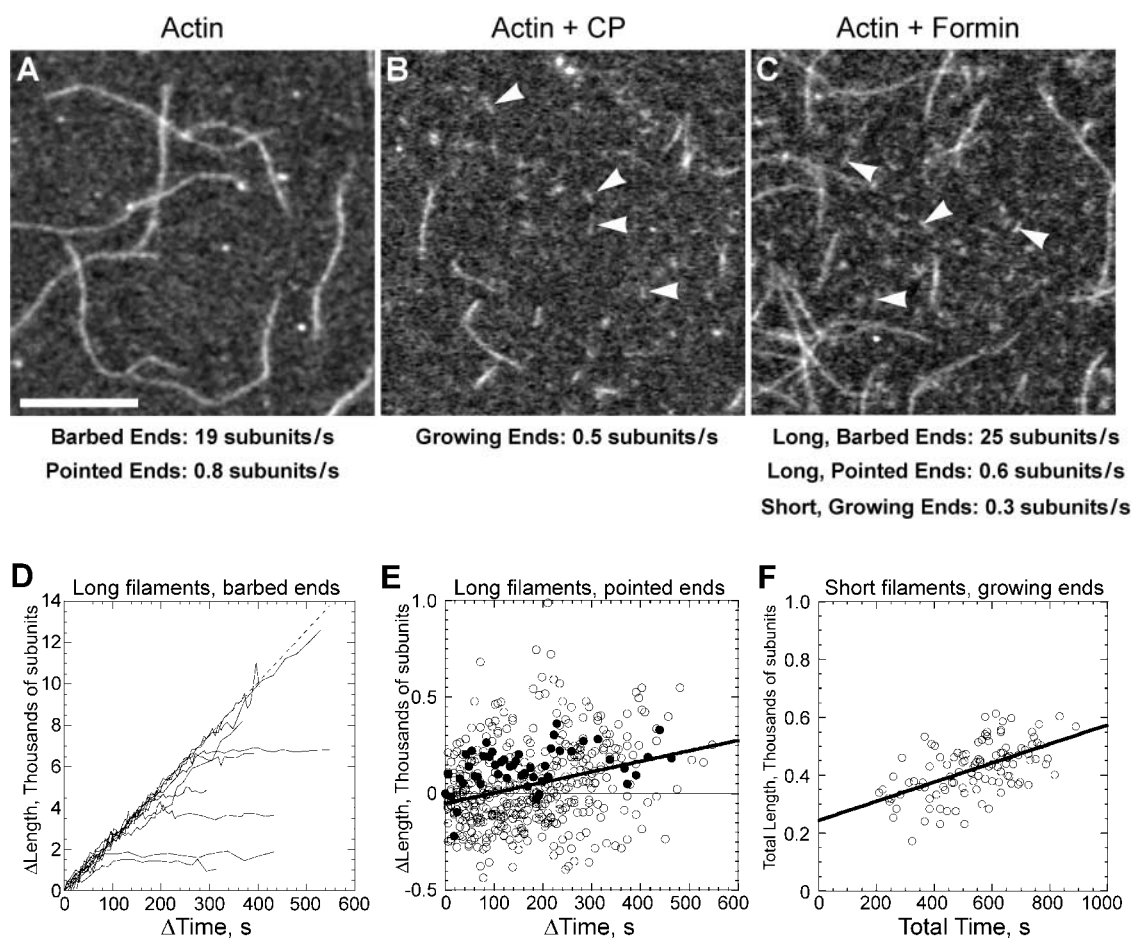 Actin
Actin + CP
Actin + Formin
A
B
C
Barbed Ends: 19 subunits/s
Pointed Ends: 0.8 subunits/s
Growing Ends: 0.5 subunits/s
Long, Barbed Ends: 25 subunits/s
Long, Pointed Ends: 0.6 subunits/s
Short, Growing Ends: 0.3 subunits/s
D
Long filaments, barbed ends
ΔLength, Thousands of subunits
14
12
10
8
6
4
2
0
0 100 200 300 400 500 600
ΔTime, s
E
Long filaments, pointed ends
ΔLength, Thousands of subunits
1.0
0.5
0
-0.5
0 100 200 300 400 500 600
ΔTime, s
F
Short filaments, growing ends
Total Length, Thousands of subunits
1.0
0.8
0.6
0.4
0.2
0
0 200 400 600 800 1000
Total Time, s